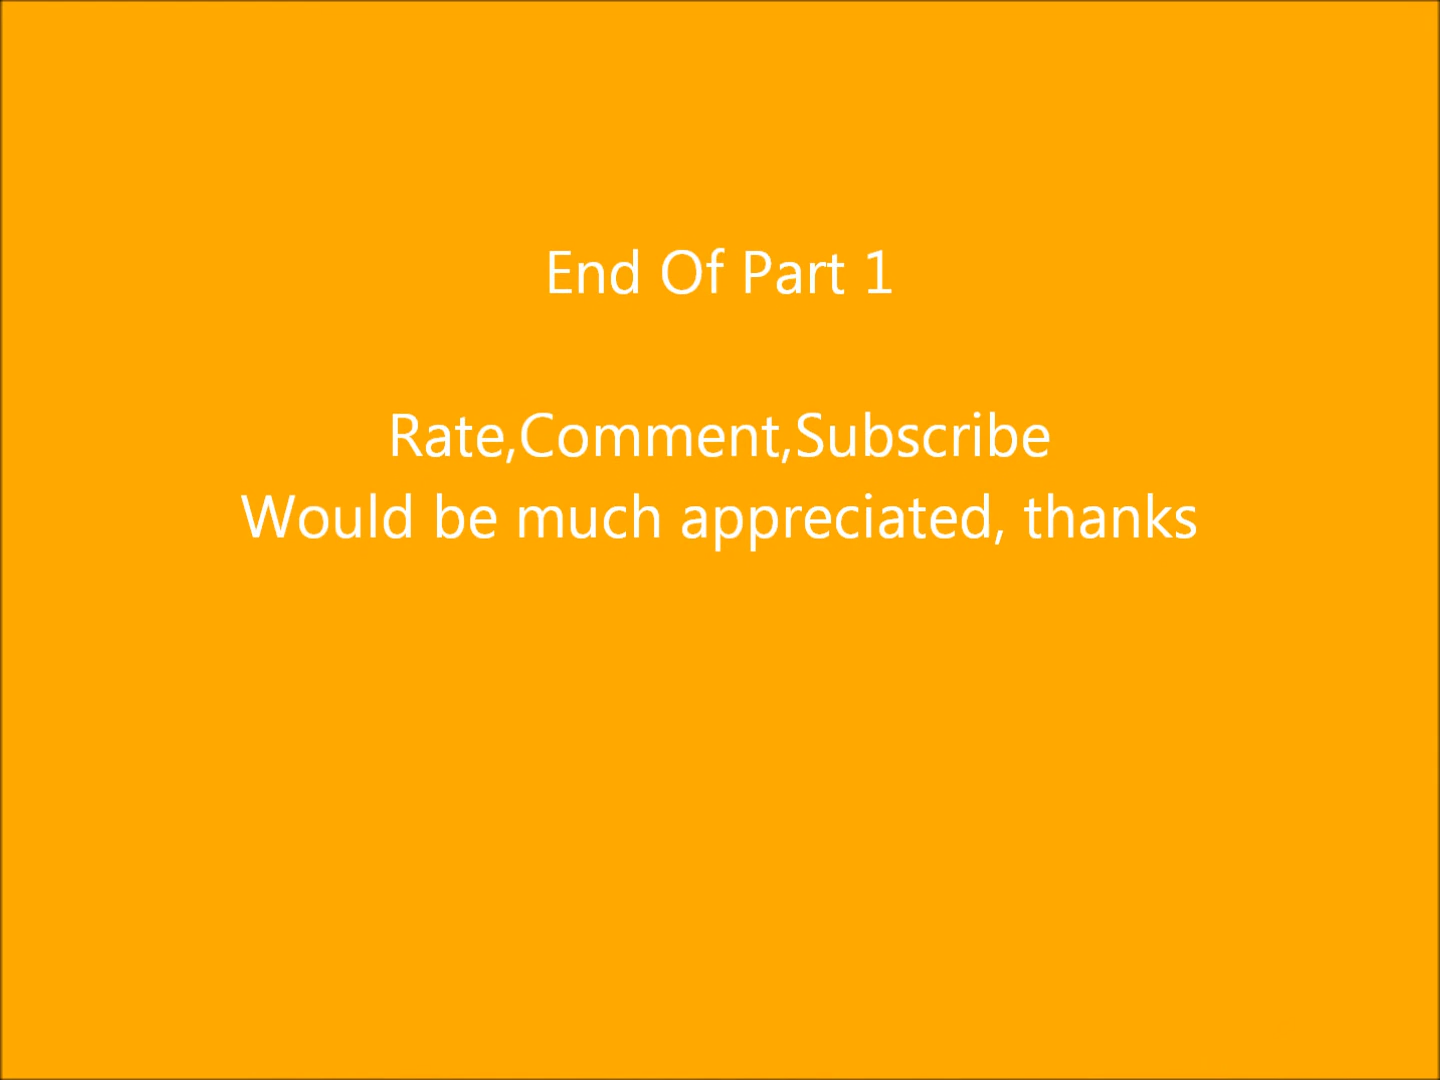 End Of Part 1
Rate,Comment,Subscribe
Would be much appreciated, thanks